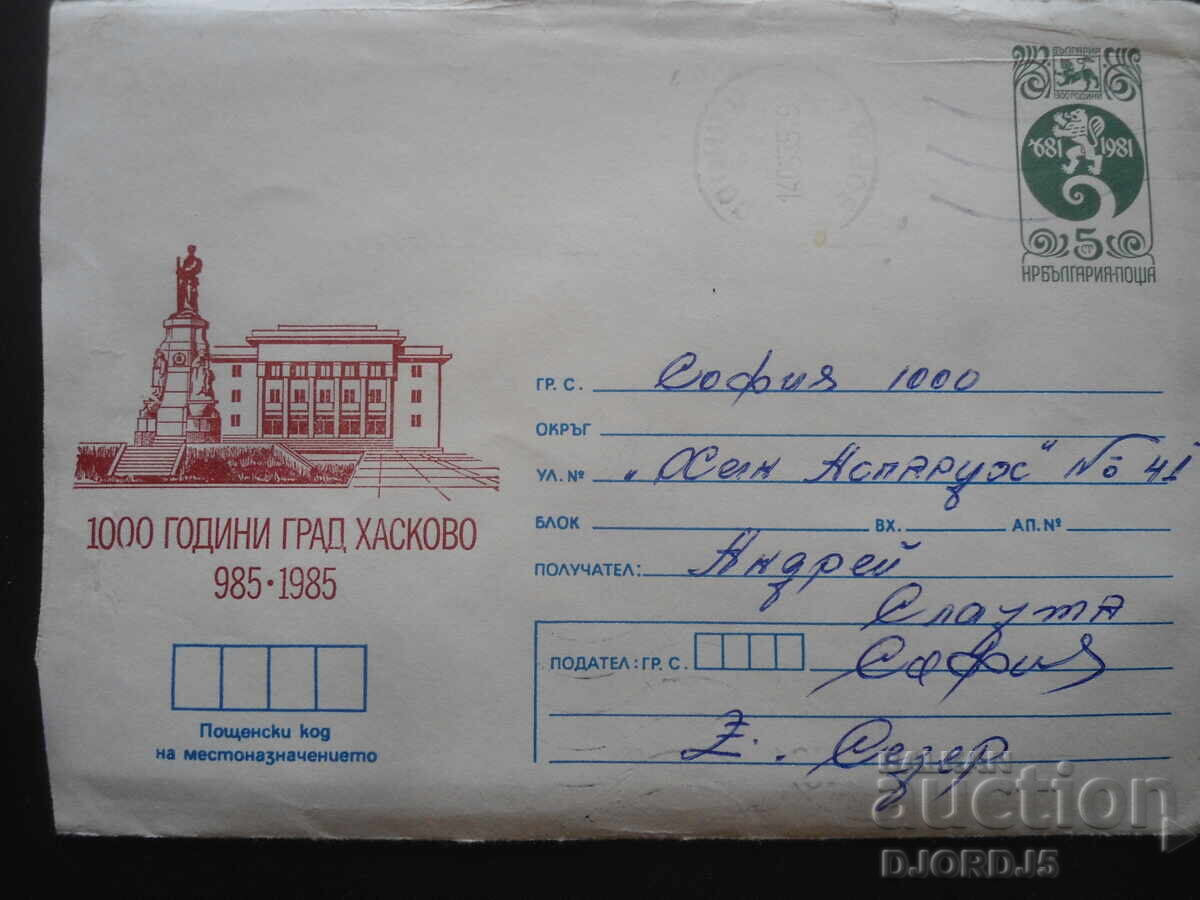 БЪЛГАРИЯ
1300 ГОДИНИ
681 1981
5
СТ
НРБЪЛГАРИЯ·ПОЩА
1000 ГОДИНИ ГРАД ХАСКОВО
985·1985
Пощенски код
на местоназначението
ГР. С. София 1000
ОКРЪГ
УЛ. № „Хан Аспарух" № 41
БЛОК ВХ. АП. №
ПОЛУЧАТЕЛ: Андрей
Слаута
ПОДАТЕЛ: ГР. С. София
Z. Сезер
BALKAN
auction
DJORDJ5